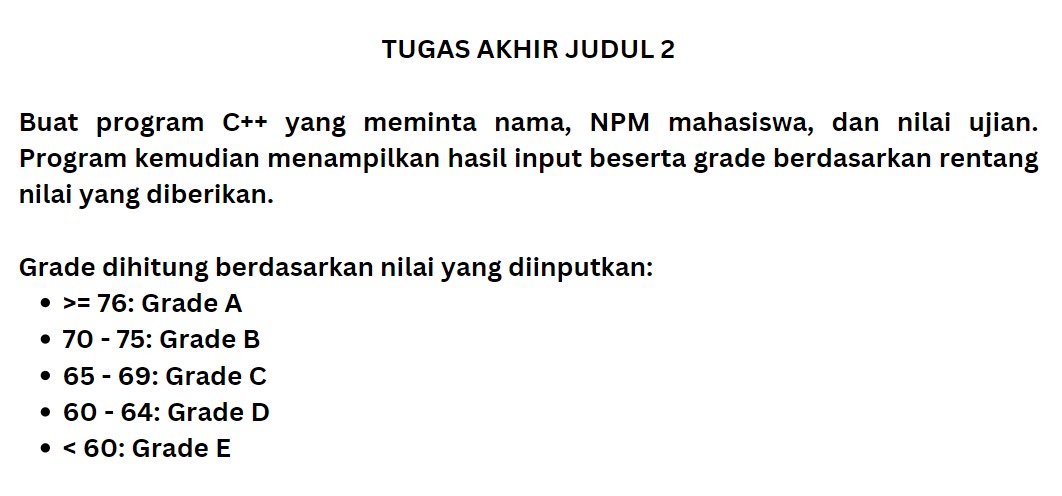 TUGAS AKHIR JUDUL 2
Buat program C++ yang meminta nama, NPM mahasiswa, dan nilai ujian.
Program kemudian menampilkan hasil input beserta grade berdasarkan rentang
nilai yang diberikan.
Grade dihitung berdasarkan nilai yang diinputkan:
• >= 76: Grade A
• 70 - 75: Grade B
• 65 - 69: Grade C
• 60 - 64: Grade D
• < 60: Grade E